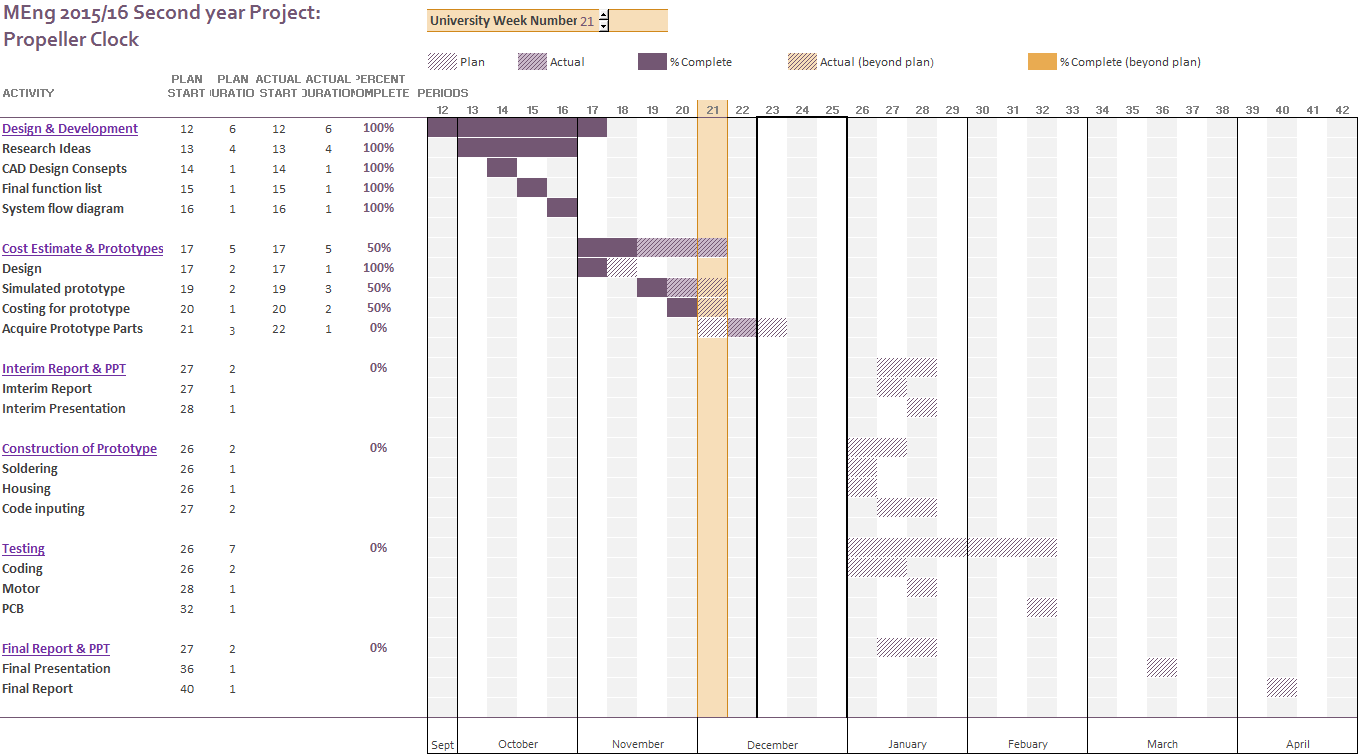 MEng 2015/16 Second year Project:
Propeller Clock
University Week Number 21
Plan Actual % Complete Actual (beyond plan) % Complete (beyond plan)
PLAN PLAN ACTUAL ACTUAL PERCENT
ACTIVITY START DURATIO START DURATION COMPLETE PERIODS
12 13 14 15 16 17 18 19 20 21 22 23 24 25 26 27 28 29 30 31 32 33 34 35 36 37 38 39 40 41 42
Design & Development 12 6 12 6 100%
Research Ideas 13 4 13 4 100%
CAD Design Consepts 14 1 14 1 100%
Final function list 15 1 15 1 100%
System flow diagram 16 1 16 1 100%
Cost Estimate & Prototypes 17 5 17 5 50%
Design 17 2 17 1 100%
Simulated prototype 19 2 19 3 50%
Costing for prototype 20 1 20 2 50%
Acquire Prototype Parts 21 3 22 1 0%
Interim Report & PPT 27 2 0%
Imterim Report 27 1
Interim Presentation 28 1
Construction of Prototype 26 2 0%
Soldering 26 1
Housing 26 1
Code inputing 27 2
Testing 26 7 0%
Coding 26 2
Motor 28 1
PCB 32 1
Final Report & PPT 27 2 0%
Final Presentation 36 1
Final Report 40 1
Sept October November December January Febuary March April